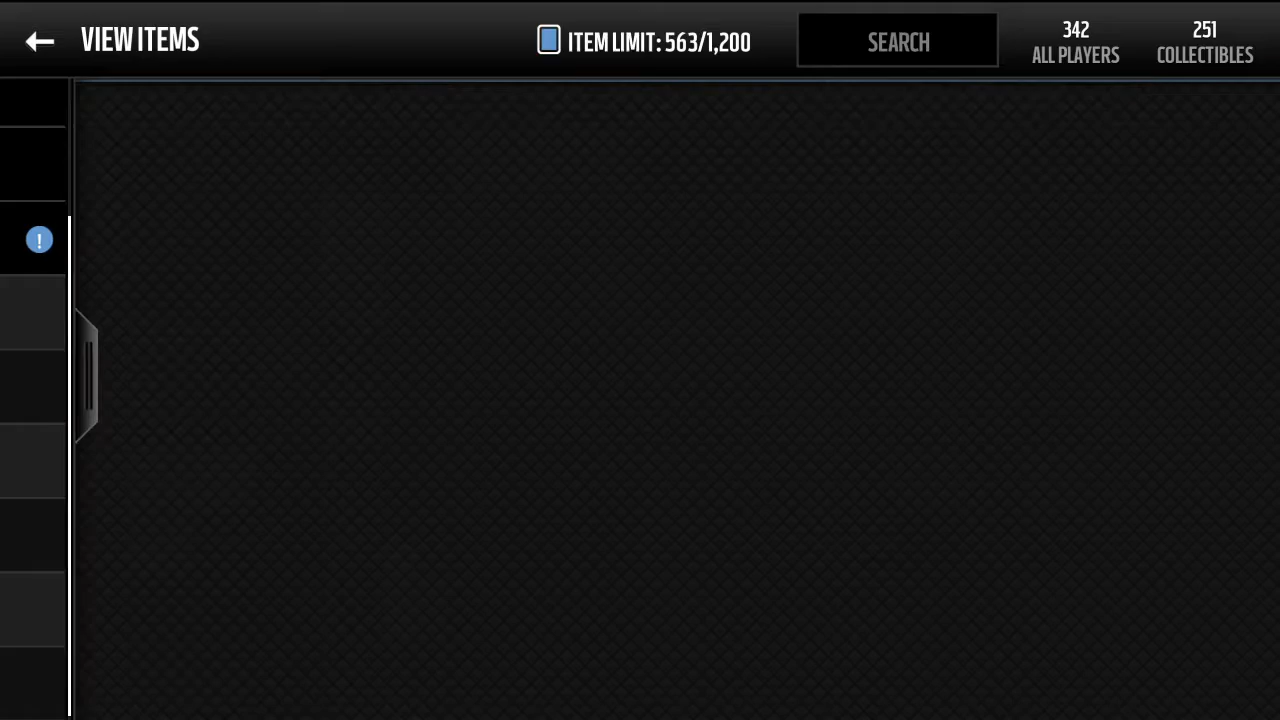 VIEW ITEMS
ITEM LIMIT: 563/1,200
SEARCH
342
ALL PLAYERS
251
COLLECTIBLES
!